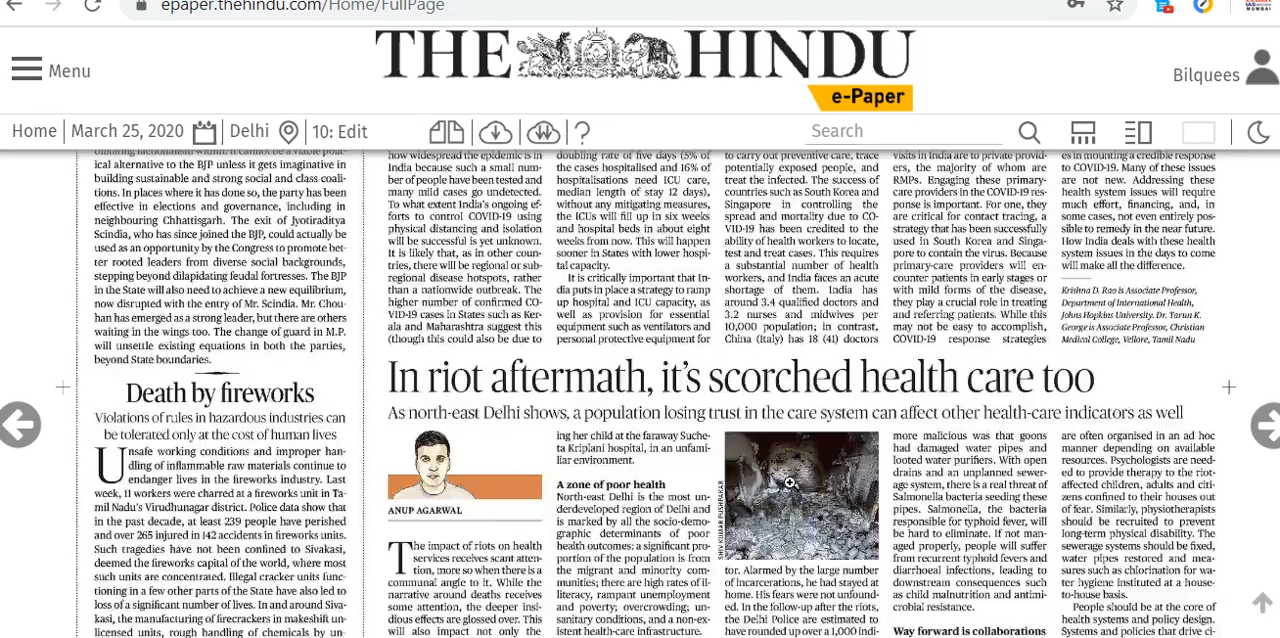 epaper.thehindu.com/Home/FullPage
THE HINDU
e-Paper
Menu
Bilquees
Home
March 25, 2020
Delhi
10: Edit
Search
ical alternative to the BJP unless it gets imaginative in
building sustainable and strong social and class coali-
tions. In places where it has done so, the party has been
effective in elections and governance, including in
neighbouring Chhattisgarh. The exit of Jyotiraditya
Scindia, who has since joined the BJP, could actually be
used as an opportunity by the Congress to promote bet-
ter rooted leaders from diverse social backgrounds,
stepping beyond dilapidating feudal fortresses. The BJP
in the State will also need to achieve a new equilibrium,
now disrupted with the entry of Mr. Scindia. Mr. Chou-
han has emerged as a strong leader, but there are others
waiting in the wings too. The change of guard in M.P.
will unsettle existing equations in both the parties,
beyond State boundaries.
Death by fireworks
Violations of rules in hazardous industries can
be tolerated only at the cost of human lives
Unsafe working conditions and improper han-
dling of inflammable raw materials continue to
endanger lives in the fireworks industry. Last
week, 11 workers were charred at a fireworks unit in Ta-
mil Nadu's Virudhunagar district. Police data show that
in the past decade, at least 239 people have perished
and over 265 injured in 142 accidents in fireworks units.
Such tragedies have not been confined to Sivakasi,
deemed the fireworks capital of the world, where most
such units are concentrated. Illegal cracker units func-
tioning in a few other parts of the State have also led to
loss of a significant number of lives. In and around Siva-
kasi, the manufacturing of firecrackers in makeshift un-
licensed units, rough handling of chemicals by un-
how widespread the epidemic is in
India because such a small num-
ber of people have been tested and
many mild cases go undetected.
To what extent India's ongoing ef-
forts to control COVID-19 using
physical distancing and isolation
will be successful is yet unknown.
It is likely that, as in other coun-
tries, there will be regional or sub-
regional disease hotspots, rather
than a nationwide outbreak. The
higher number of confirmed CO-
VID-19 cases in States such as Ker-
ala and Maharashtra suggest this
(though this could also be due to
doubling rate of five days (5% of
the cases hospitalised and 16% of
hospitalisations need ICU care,
median length of stay 12 days),
without any mitigating measures,
the ICUs will fill up in six weeks
and hospital beds in about eight
weeks from now. This will happen
sooner in States with lower hospi-
tal capacity.
It is critically important that In-
dia puts in place a strategy to ramp
up hospital and ICU capacity, as
well as provision for essential
equipment such as ventilators and
personal protective equipment for
to carry out preventive care, trace
potentially exposed people, and
treat the infected. The success of
countries such as South Korea and
Singapore in controlling the
spread and mortality due to CO-
VID-19 has been credited to the
ability of health workers to locate,
test and treat cases. This requires
a substantial number of health
workers, and India faces an acute
shortage of them. India has
around 3.4 qualified doctors and
3.2 nurses and midwives per
10,000 population; in contrast,
China (Italy) has 18 (41) doctors
visits in India are to private provid-
ers, the majority of whom are
RMPs. Engaging these primary-
care providers in the COVID-19 res-
ponse is important. For one, they
are critical for contact tracing, a
strategy that has been successfully
used in South Korea and Singa-
pore to contain the virus. Because
primary-care providers will en-
counter patients in early stages or
with mild forms of the disease,
they play a crucial role in treating
and referring patients. While this
may not be easy to accomplish,
COVID-19 response strategies
es in mounting a credible response
to COVID-19. Many of these issues
are not new. Addressing these
health system issues will require
much effort, financing, and, in
some cases, not even entirely pos-
sible to remedy in the near future.
How India deals with these health
system issues in the days to come
will make all the difference.
Krishna D. Rao is Associate Professor,
Department of International Health,
Johns Hopkins University. Dr. Tarun K.
George is Associate Professor, Christian
Medical College, Vellore, Tamil Nadu
In riot aftermath, it's scorched health care too
As north-east Delhi shows, a population losing trust in the care system can affect other health-care indicators as well
ANUP AGARWAL
The impact of riots on health
services receives scant atten-
tion, more so when there is a
communal angle to it. While the
narrative around deaths receives
some attention, the deeper insi-
dious effects are glossed over. This
will also impact not only the
ing her child at the faraway Suche-
ta Kriplani hospital, in an unfamil-
iar environment.
A zone of poor health
North-east Delhi is the most un-
derdeveloped region of Delhi and
is marked by all the socio-demo-
graphic determinants of poor
health outcomes: a significant pro-
portion of the population is from
the migrant and minority com-
munities; there are high rates of il-
literacy, rampant unemployment
and poverty; overcrowding; un-
sanitary conditions, and a non-ex-
istent health-care infrastructure.
SHIV KUMAR PUSHPAKAR
tor. Alarmed by the large number
of incarcerations, he had stayed at
home. His fears were not unfound-
ed. In the follow-up after the riots,
the Delhi Police are estimated to
have rounded up over a 1,000 indi-
more malicious was that goons
had damaged water pipes and
looted water purifiers. With open
drains and an unplanned sewer-
age system, there is a real threat of
Salmonella bacteria seeding these
pipes. Salmonella, the bacteria
responsible for typhoid fever, will
be hard to eliminate. If not man-
aged properly, people will suffer
from recurrent typhoid fevers and
diarrhoeal infections, leading to
downstream consequences such
as child malnutrition and antimi-
crobial resistance.
Way forward is collaborations
are often organised in an ad hoc
manner depending on available
resources. Psychologists are need-
ed to provide therapy to the riot-
affected children, adults and citi-
zens confined to their houses out
of fear. Similarly, physiotherapists
should be recruited to prevent
long-term physical disability. The
sewerage systems should be fixed,
water pipes restored and mea-
sures such as chlorination for wa-
ter hygiene instituted at a house-
to-house basis.
People should be at the core of
health systems and policy design.
Systems and policies that drive ci-